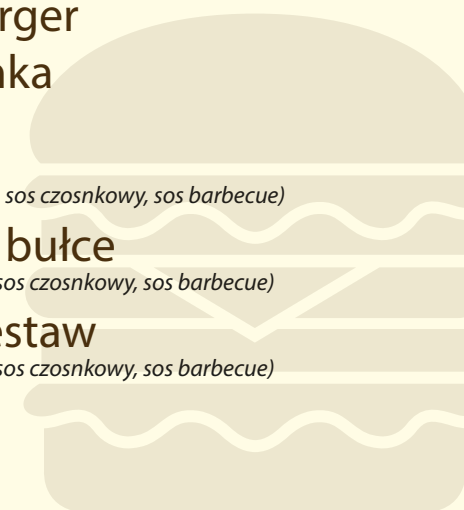 rger
ka
sos czosnkowy, sos barbecue)
bułce
sos czosnkowy, sos barbecue)
estaw
sos czosnkowy, sos barbecue)